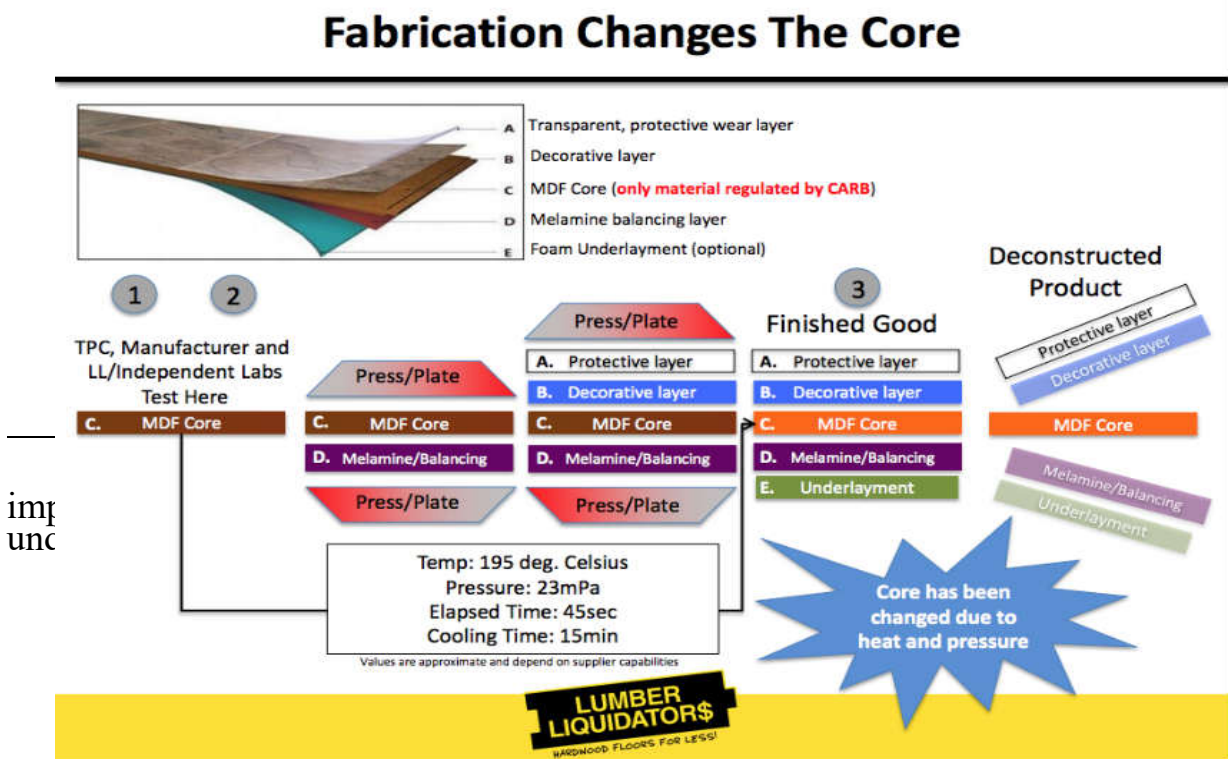 Fabrication Changes The Core
A Transparent, protective wear layer
B Decorative layer
C MDF Core (only material regulated by CARB)
D Melamine balancing layer
E Foam Underlayment (optional)
1
2
TPC, Manufacturer and
LL/Independent Labs
Test Here
C. MDF Core
Press/Plate
C. MDF Core
D. Melamine/Balancing
Press/Plate
Press/Plate
A. Protective layer
B. Decorative layer
C. MDF Core
D. Melamine/Balancing
Press/Plate
3
Finished Good
A. Protective layer
B. Decorative layer
C. MDF Core
D. Melamine/Balancing
E. Underlayment
Deconstructed
Product
Protective layer
Decorative layer
MDF Core
Melamine/Balancing
Underlayment
Temp: 195 deg. Celsius
Pressure: 23mPa
Elapsed Time: 45sec
Cooling Time: 15min
Values are approximate and depend on supplier capabilities
Core has been
changed due to
heat and pressure
LUMBER
LIQUIDATOR$
HARDWOOD FLOORS FOR LESS!